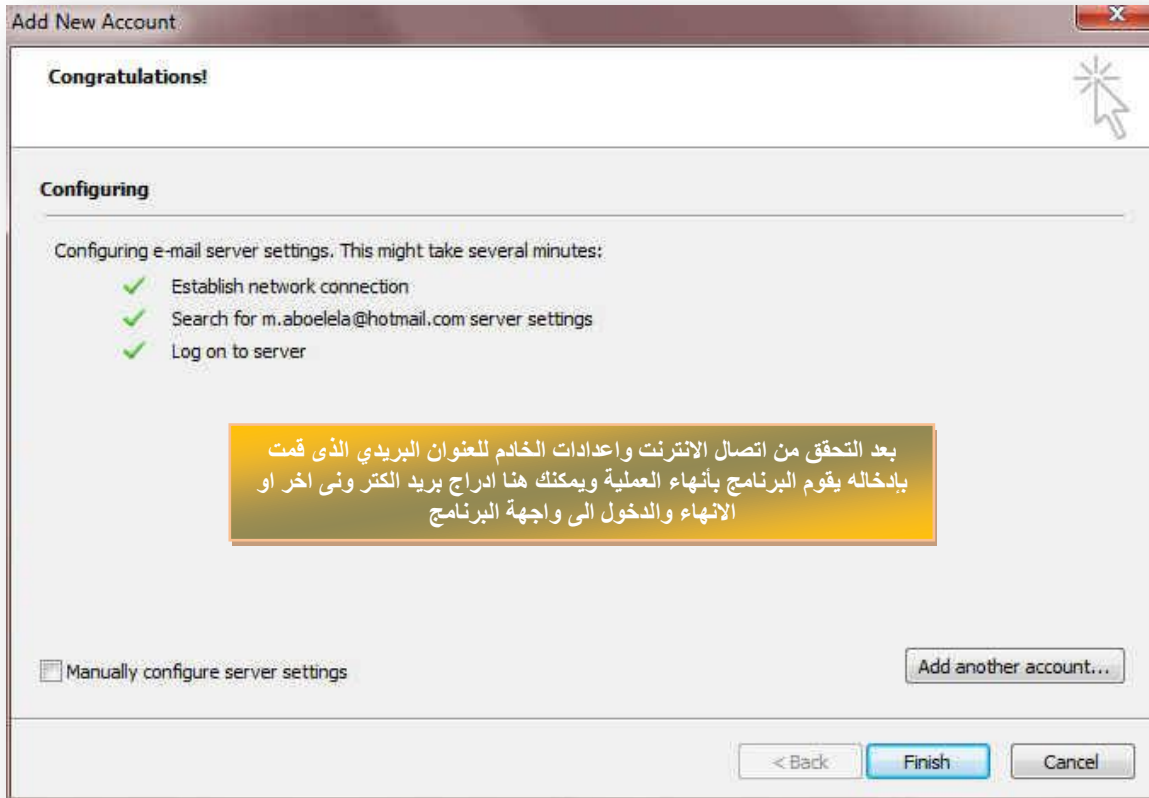 Add New Account
x
Congratulations!
Configuring
Configuring e-mail server settings. This might take several minutes:
Establish network connection
Search for m.aboelela@hotmail.com server settings
Log on to server
بعد التحقق من اتصال الانترنت واعدادات الخادم للعنوان البريدي الذى قمت
بإدخاله يقوم البرنامج بأنهاء العملية ويمكنك هنا ادراج بريد الكتر ونى اخر او
الانهاء والدخول الى واجهة البرنامج
Manually configure server settings
Add another account...
< Back
Finish
Cancel